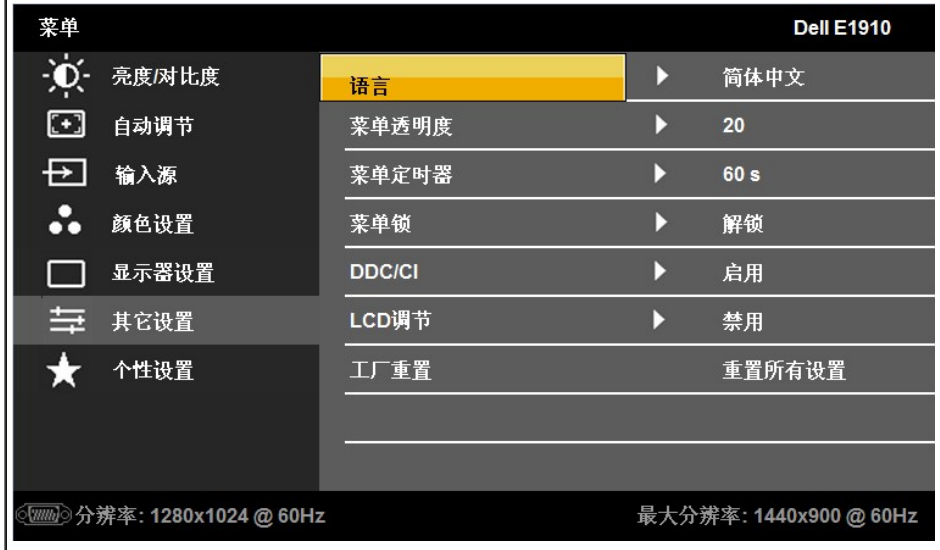 菜单 Dell E1910
亮度/对比度
自动调节
输入源
颜色设置
显示器设置
其它设置
个性设置
语言 简体中文
菜单透明度 20
菜单定时器 60 s
菜单锁 解锁
DDC/CI 启用
LCD调节 禁用
工厂重置 重置所有设置
分辨率: 1280x1024 @ 60Hz 最大分辨率: 1440x900 @ 60Hz